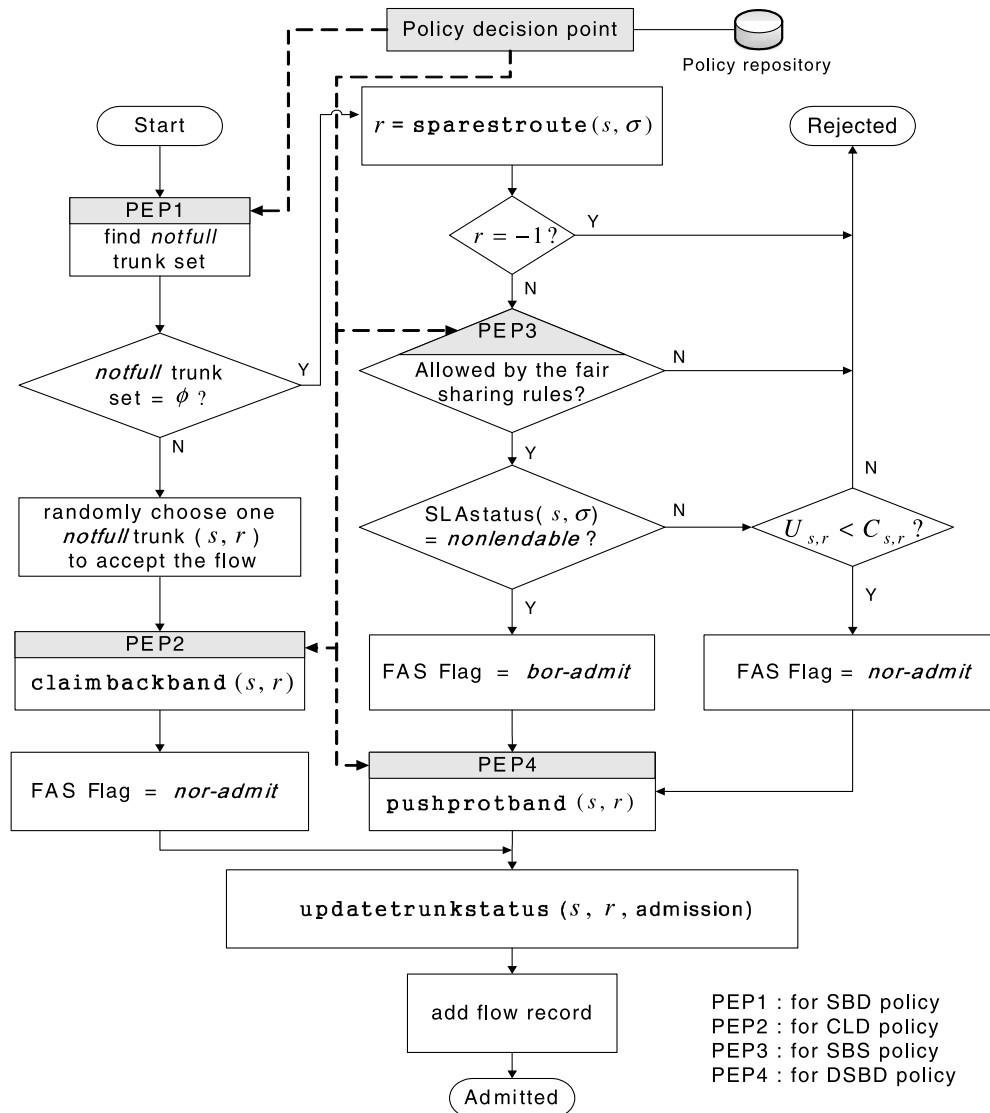 Policy decision point
Policy repository
Start
r = sparestroute(s, σ)
Rejected
PEP1
find notfull
trunk set
r = −1?
Y
N
PEP3
Allowed by the fair
sharing rules?
N
Y
notfull trunk
set = ϕ ?
Y
N
randomly choose one
notfull trunk (s, r)
to accept the flow
SLAstatus( s, σ)
= nonlendable ?
N
Y
U s,r < C s,r ?
N
Y
PEP2
claimbackband (s, r)
FAS Flag = bor-admit
FAS Flag = nor-admit
FAS Flag = nor-admit
PEP4
pushprotband (s, r)
updatetrunkstatus (s, r , admission)
add flow record
Admitted
PEP1 : for SBD policy
PEP2 : for CLD policy
PEP3 : for SBS policy
PEP4 : for DSBD policy